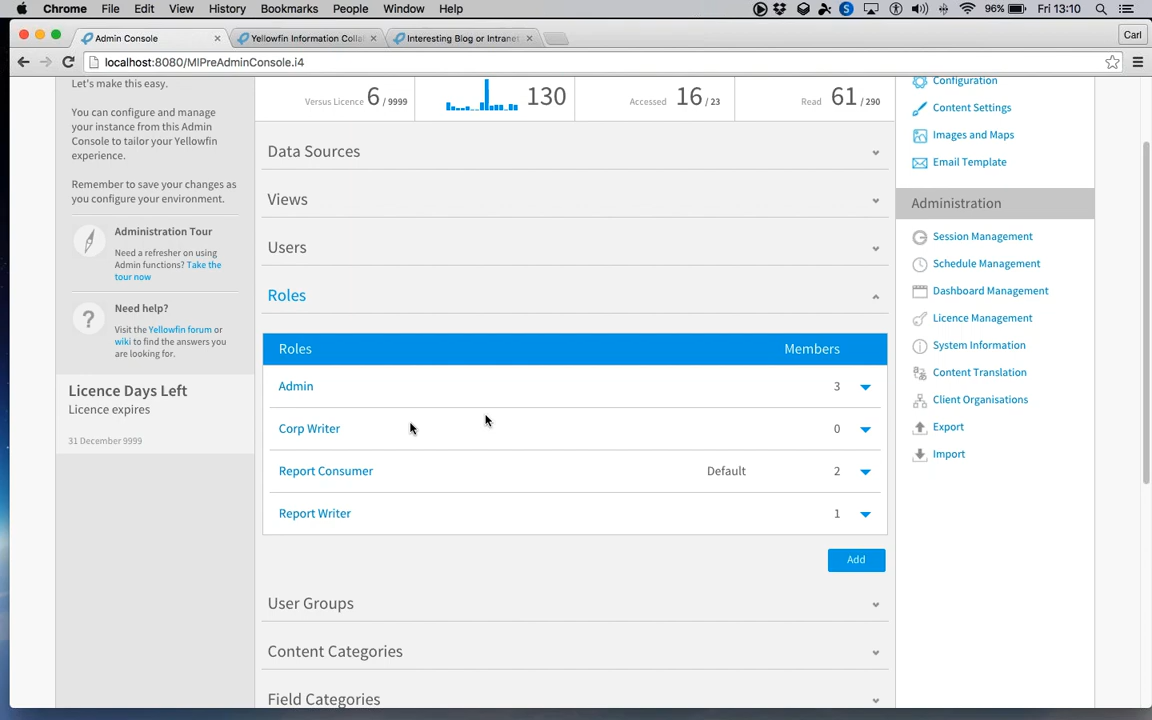 Chrome File Edit View History Bookmarks People Window Help 96% Fri 13:10
Admin Console Yellowfin Information Colla Interesting Blog or Intranet Carl
localhost:8080/MIPreAdminConsole.i4
Let's make this easy.
You can configure and manage
your instance from this Admin
Console to tailor your Yellowfin
experience.
Remember to save your changes as
you configure your environment.
Administration Tour
Need a refresher on using
Admin functions? Take the
tour now
Need help?
Visit the Yellowfin forum or
wiki to find the answers you
are looking for.
Licence Days Left
Licence expires
31 December 9999
Versus Licence 6 / 9999
130
Accessed 16 / 23
Read 61 / 290
Data Sources
Views
Users
Roles
Roles Members
Admin 3
Corp Writer 0
Report Consumer Default 2
Report Writer 1
Add
User Groups
Content Categories
Field Categories
Configuration
Content Settings
Images and Maps
Email Template
Administration
Session Management
Schedule Management
Dashboard Management
Licence Management
System Information
Content Translation
Client Organisations
Export
Import